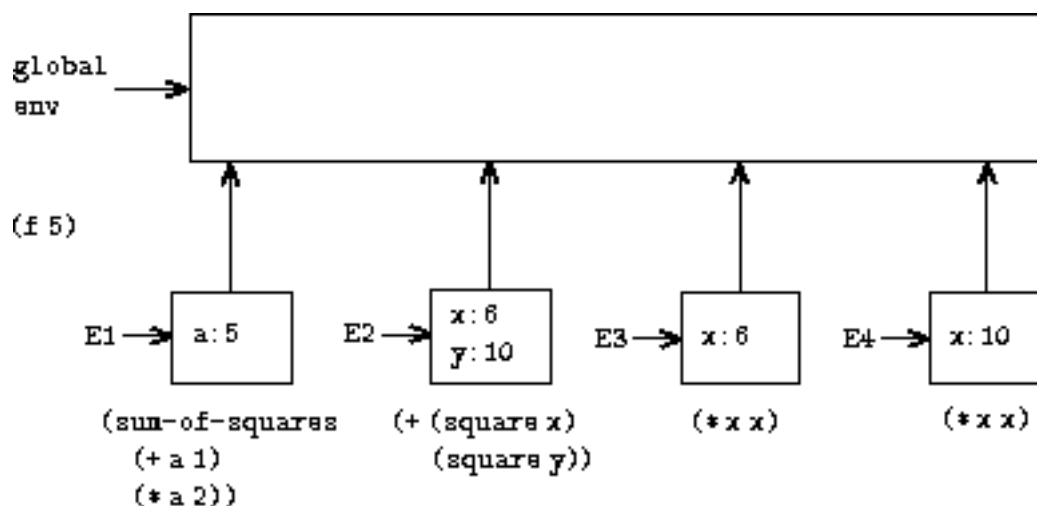 global
env
(f 5)
E1
a:5
E2
x:6
y:10
E3
x:6
E4
x:10
(sum-of-squares
(+ a 1)
(* a 2))
(+ (square x)
(square y))
(* x x)
(* x x)